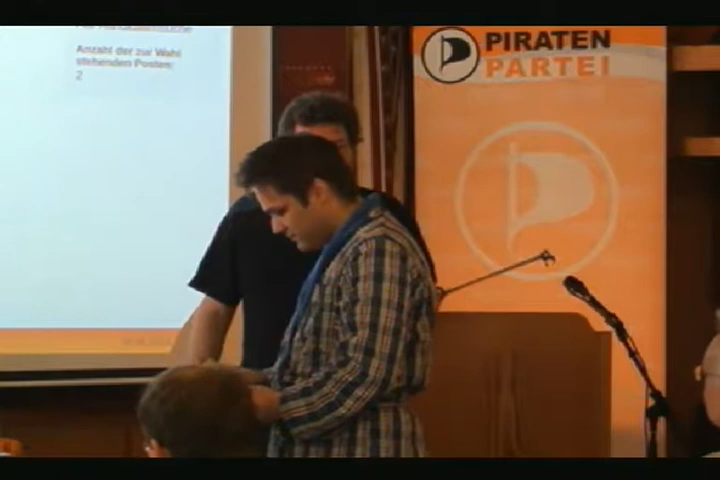 Anzahl der zur Wahl
stehenden Posten:
2
PIRATEN
PARTEI